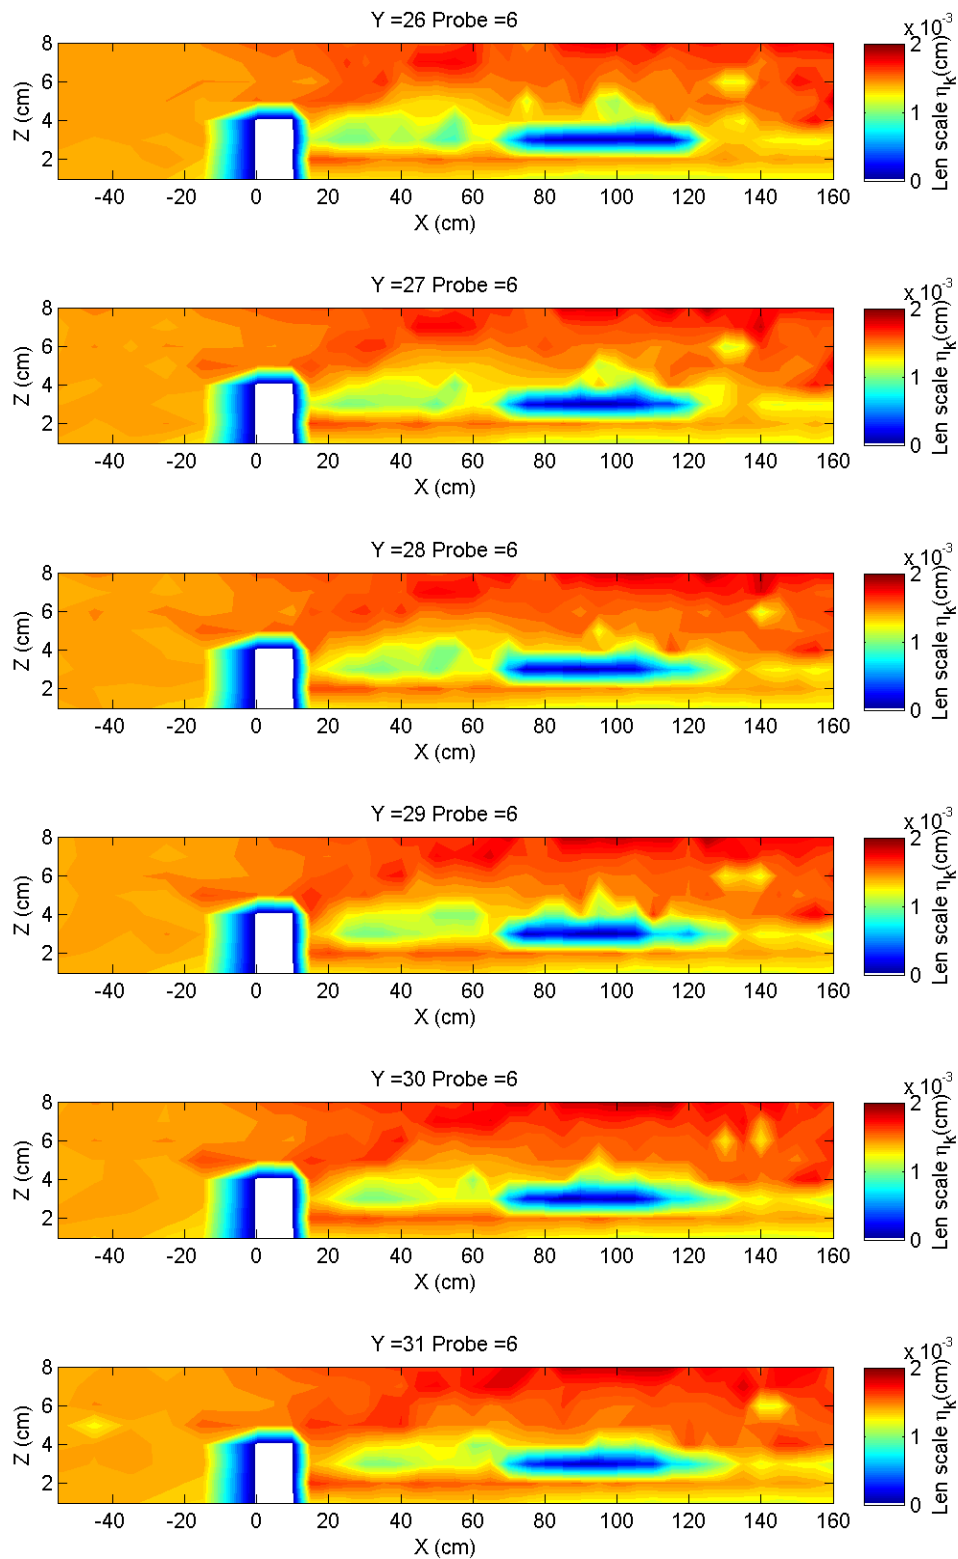 Y =26 Probe =6
x 10-3
8
6
4
2
Z (cm)
-40 -20 0 20 40 60 80 100 120 140 160
X (cm)
2
1
0
Len scale ηk(cm)
Y =27 Probe =6
x 10-3
8
6
4
2
Z (cm)
-40 -20 0 20 40 60 80 100 120 140 160
X (cm)
2
1
0
Len scale ηk(cm)
Y =28 Probe =6
x 10-3
8
6
4
2
Z (cm)
-40 -20 0 20 40 60 80 100 120 140 160
X (cm)
2
1
0
Len scale ηk(cm)
Y =29 Probe =6
x 10-3
8
6
4
2
Z (cm)
-40 -20 0 20 40 60 80 100 120 140 160
X (cm)
2
1
0
Len scale ηk(cm)
Y =30 Probe =6
x 10-3
8
6
4
2
Z (cm)
-40 -20 0 20 40 60 80 100 120 140 160
X (cm)
2
1
0
Len scale ηk(cm)
Y =31 Probe =6
x 10-3
8
6
4
2
Z (cm)
-40 -20 0 20 40 60 80 100 120 140 160
X (cm)
2
1
0
Len scale ηk(cm)